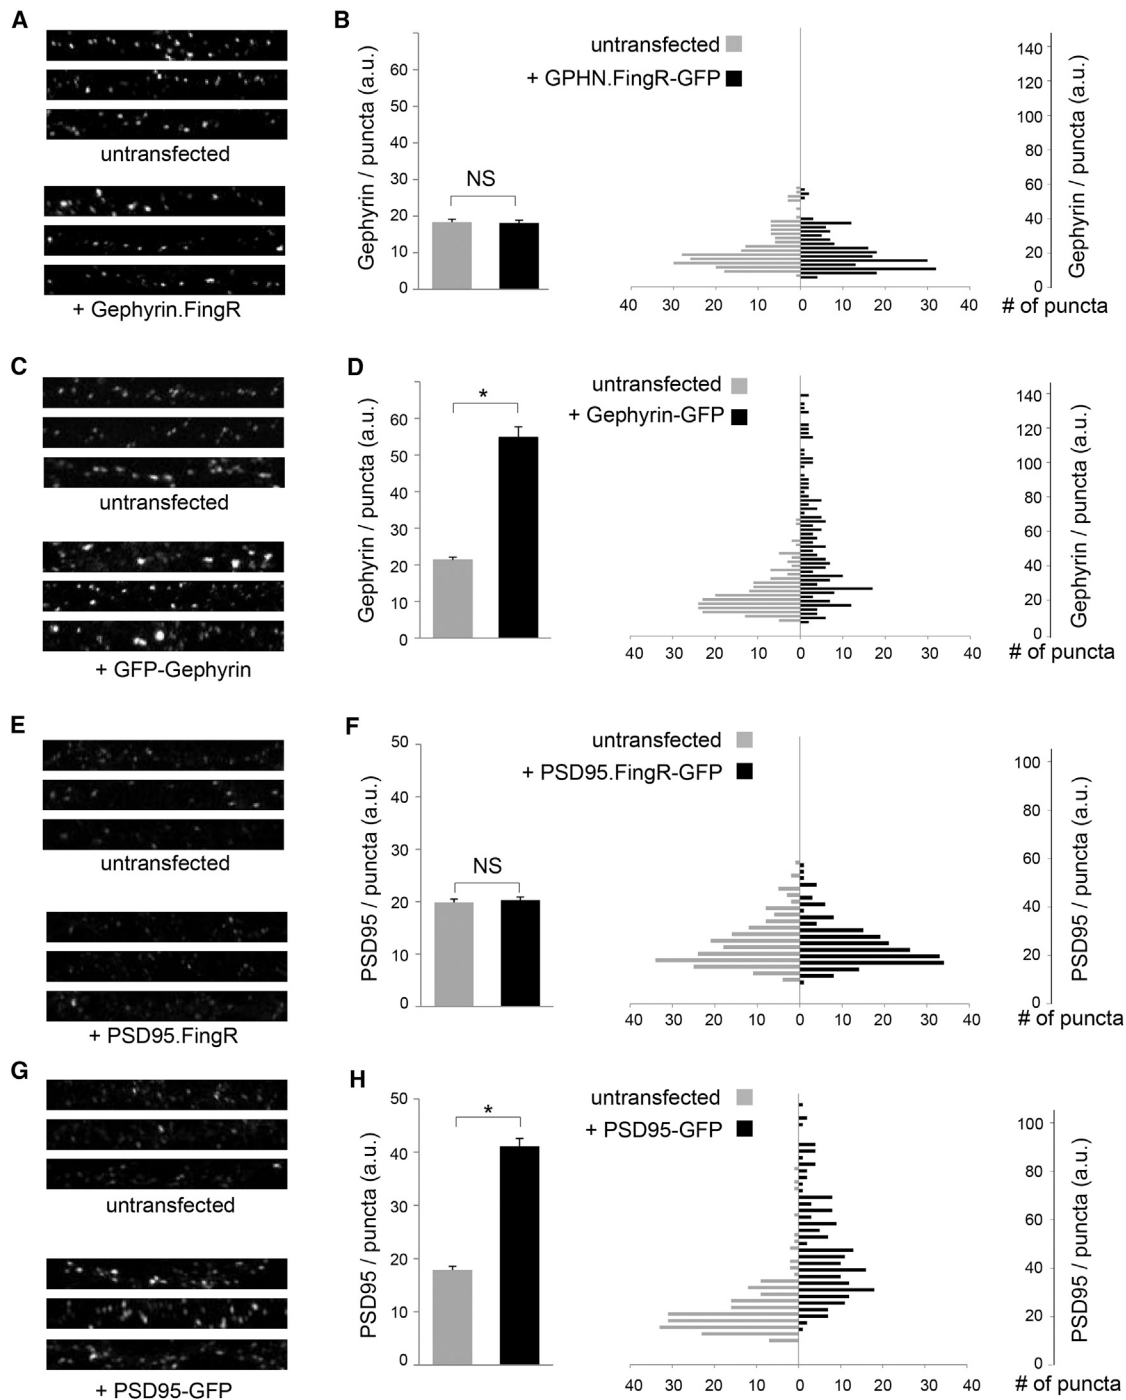 A
untransfected
+ Gephyrin.FingR
B
Gephyrin / puncta (a.u.)
60
50
40
30
20
10
0
NS
untransfected
+ GPHN.FingR-GFP
40 30 20 10 0 10 20 30 40
# of puncta
140
120
100
80
60
40
20
0
Gephyrin / puncta (a.u.)
C
untransfected
+ GFP-Gephyrin
D
Gephyrin / puncta (a.u.)
60
50
40
30
20
10
0
*
untransfected
+ Gephyrin-GFP
40 30 20 10 0 10 20 30 40
# of puncta
140
120
100
80
60
40
20
0
Gephyrin / puncta (a.u.)
E
untransfected
+ PSD95.FingR
F
PSD95 / puncta (a.u.)
50
40
30
20
10
0
NS
untransfected
+ PSD95.FingR-GFP
40 30 20 10 0 10 20 30 40
# of puncta
100
80
60
40
20
0
PSD95 / puncta (a.u.)
G
untransfected
+ PSD95-GFP
H
PSD95 / puncta (a.u.)
50
40
30
20
10
0
*
untransfected
+ PSD95-GFP
40 30 20 10 0 10 20 30 40
# of puncta
100
80
60
40
20
0
PSD95 / puncta (a.u.)